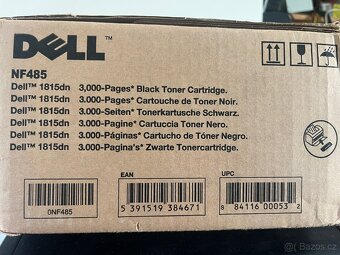 DELL
NF485
Dell™ 1815dn 3,000-Pages* Black Toner Cartridge.
Dell™ 1815dn 3,000-Pages* Cartouche de Toner Noir.
Dell™ 1815dn 3,000-Seiten* Tonerkartusche Schwarz.
Dell™ 1815dn 3.000-Pagine* Cartuccia Toner Nero.
Dell™ 1815dn 3.000-Páginas* Cartucho de Tóner Negro.
Dell™ 1815dn 3.000-Pagina's* Zwarte Tonercartridge.
EAN
UPC
0NF485
5 391519 384671
8 84116 00053 2
Bazoš.cz